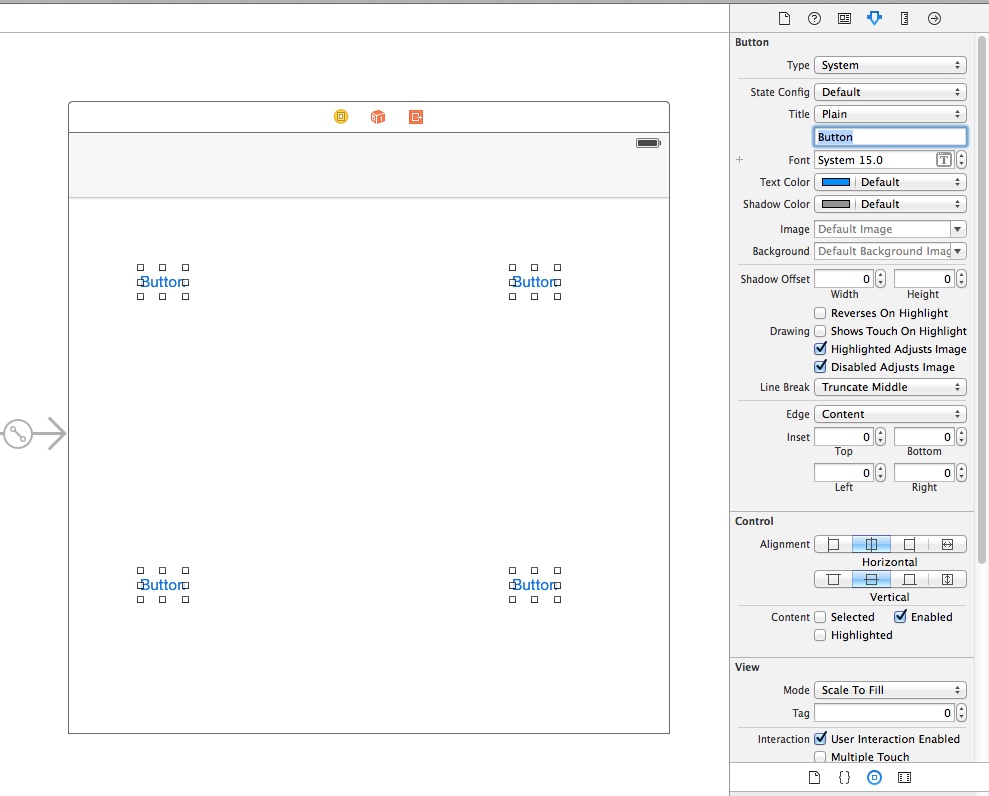 Button
Type System
State Config Default
Title Plain
Button
Font System 15.0 T
Text Color Default
Shadow Color Default
Image Default Image
Background Default Background Imag
Shadow Offset 0 0
Width Height
Reverses On Highlight
Drawing Shows Touch On Highlight
Highlighted Adjusts Image
Disabled Adjusts Image
Line Break Truncate Middle
Edge Content
Inset 0 0
Top Bottom
0 0
Left Right
Control
Alignment
Horizontal
Vertical
Content Selected Enabled
Highlighted
View
Mode Scale To Fill
Tag 0
Interaction User Interaction Enabled
Multiple Touch
Button Button
Button Button